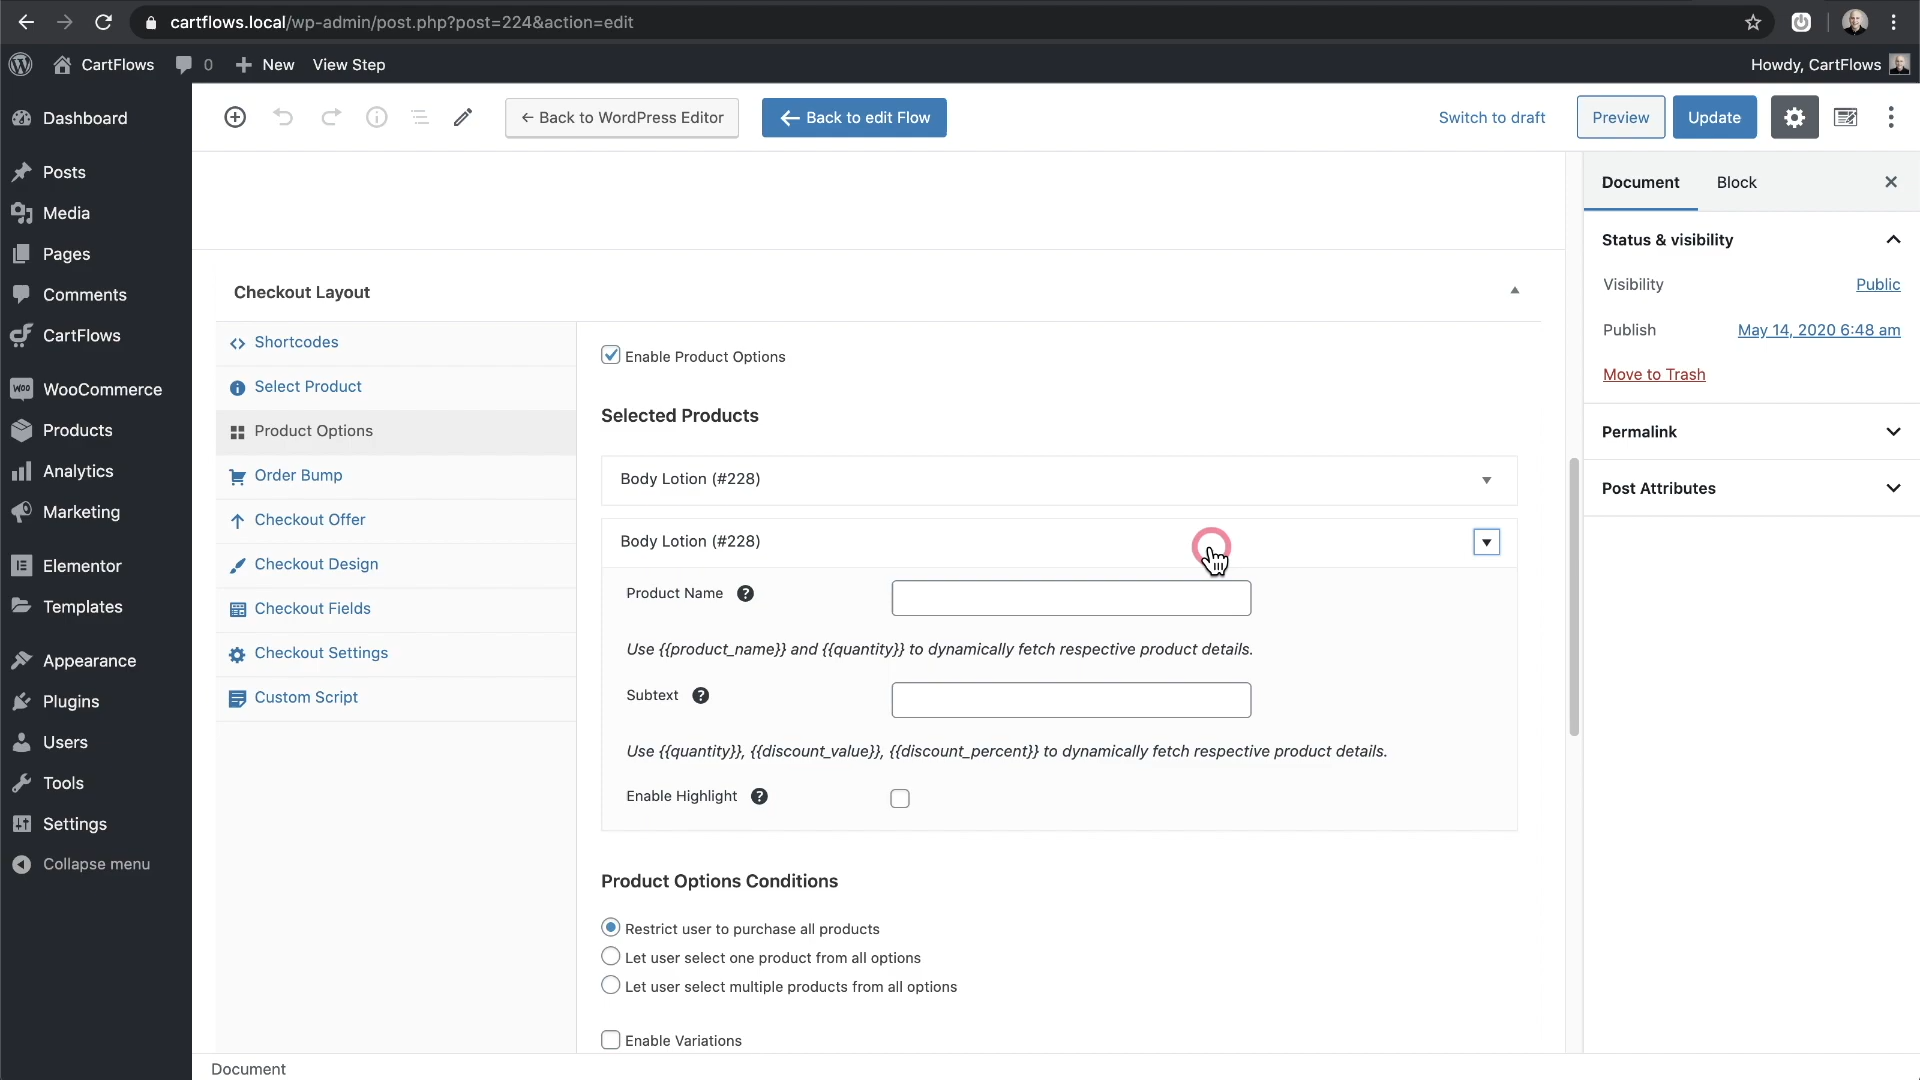 cartflows.local/wp-admin/post.php?post=224&action=edit
CartFlows
0
New
View Step
Howdy, CartFlows
Dashboard
Posts
Media
Pages
Comments
CartFlows
WooCommerce
Products
Analytics
Marketing
Elementor
Templates
Appearance
Plugins
Users
Tools
Settings
Collapse menu
← Back to WordPress Editor
← Back to edit Flow
Switch to draft
Preview
Update
Checkout Layout
Shortcodes
Select Product
Product Options
Order Bump
Checkout Offer
Checkout Design
Checkout Fields
Checkout Settings
Custom Script
Enable Product Options
Selected Products
Body Lotion (#228)
Body Lotion (#228)
Product Name
Use {{product_name}} and {{quantity}} to dynamically fetch respective product details.
Subtext
Use {{quantity}}, {{discount_value}}, {{discount_percent}} to dynamically fetch respective product details.
Enable Highlight
Product Options Conditions
Restrict user to purchase all products
Let user select one product from all options
Let user select multiple products from all options
Enable Variations
Document
Document
Block
Status & visibility
Visibility
Public
Publish
May 14, 2020 6:48 am
Move to Trash
Permalink
Post Attributes